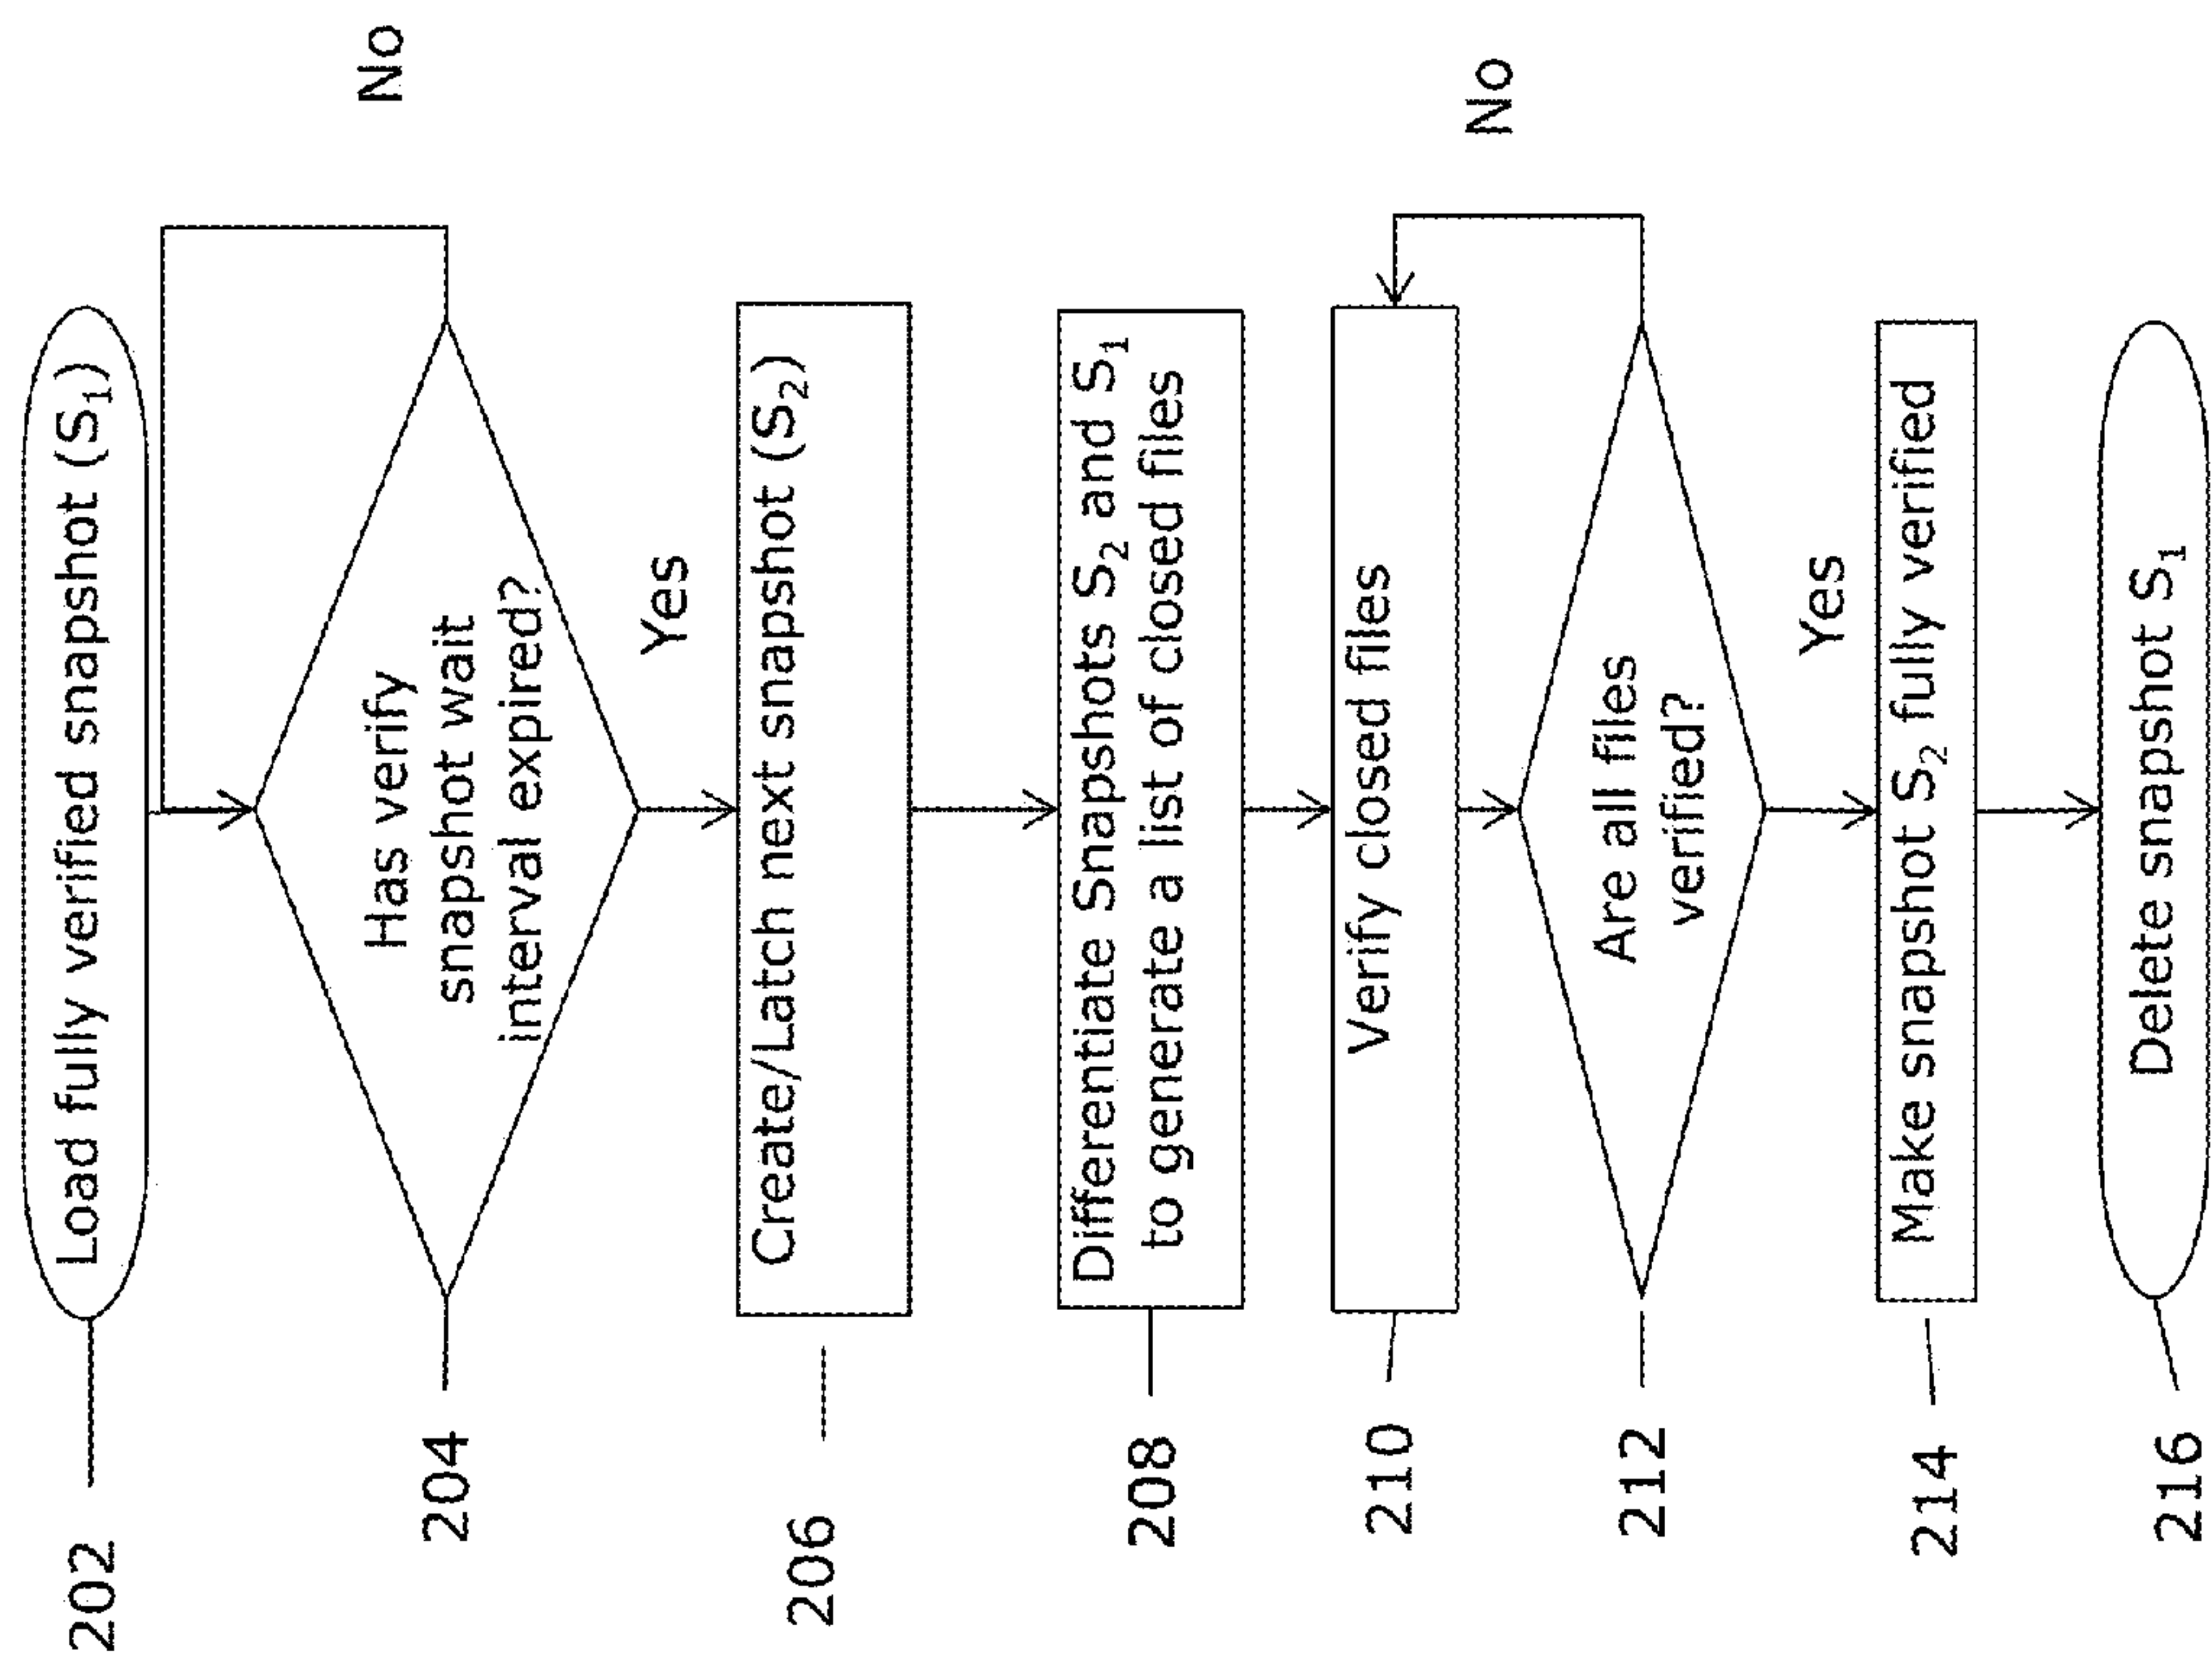 202
Load fully verified snapshot (S₁)
204
Has verify
snapshot wait
interval expired?
No
Yes
206
Create/Latch next snapshot (S₂)
208
Differentiate Snapshots S₂ and S₁
to generate a list of closed files
210
Verify closed files
212
Are all files
verified?
No
Yes
214
Make snapshot S₂ fully verified
216
Delete snapshot S₁